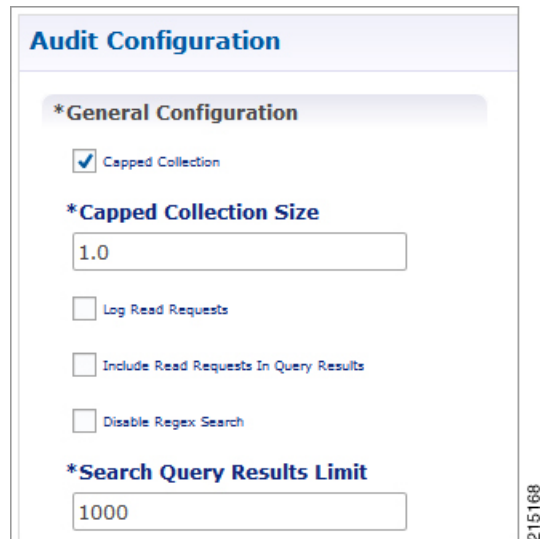 Audit Configuration
*General Configuration
Capped Collection
*Capped Collection Size
1.0
Log Read Requests
Include Read Requests In Query Results
Disable Regex Search
*Search Query Results Limit
1000
215168